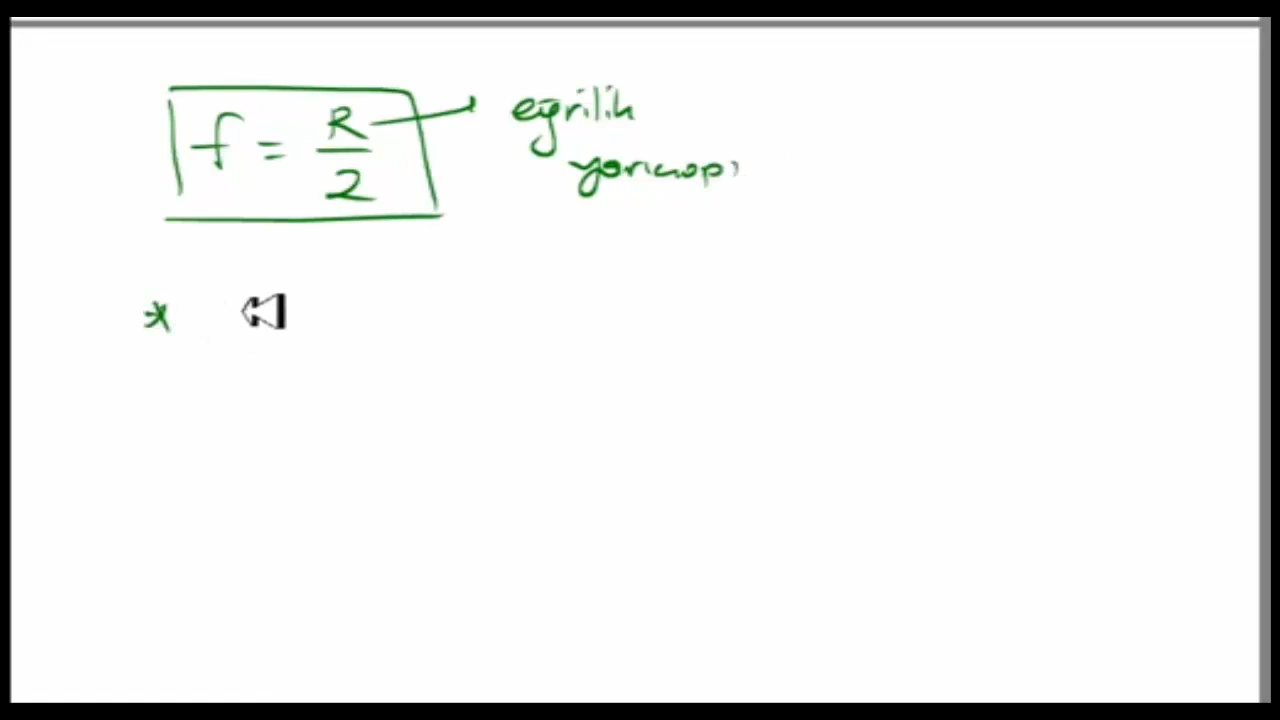 f = R/2
eğrilik
yarıçapı
*